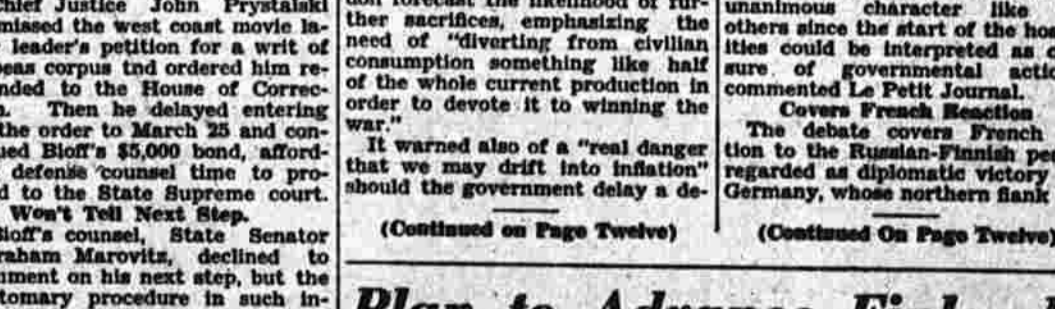 Chief Justice John Prystalski
missed the west coast movie la-
leader's petition for a writ of
eas corpus tnd ordered him re-
nded to the House of Correc-
Then he delayed entering
the order to March 25 and con-
ued Bioff's $5,000 bond, afford-
defense counsel time to pro-
d to the State Supreme court.
Won't Tell Next Step.
Bioff's counsel, State Senator
raham Marovitz, declined to
mment on his next step, but the
tomary procedure in such in-
tion forecast the likelihood of fur-
ther sacrifices, emphasizing the
need of "diverting from civilian
consumption something like half
of the whole current production in
order to devote it to winning the
war."
It warned also of a "real danger
that we may drift into inflation"
should the government delay a de-
(Continued on Page Twelve)
unanimous character like
others since the start of the hos
ities could be interpreted as
sure of governmental actio
commented Le Petit Journal.
Covers French Reaction
The debate covers French
tion to the Russian-Finnish pe
regarded as diplomatic victory
Germany, whose northern flank
(Continued On Page Twelve)
Plan to Advance